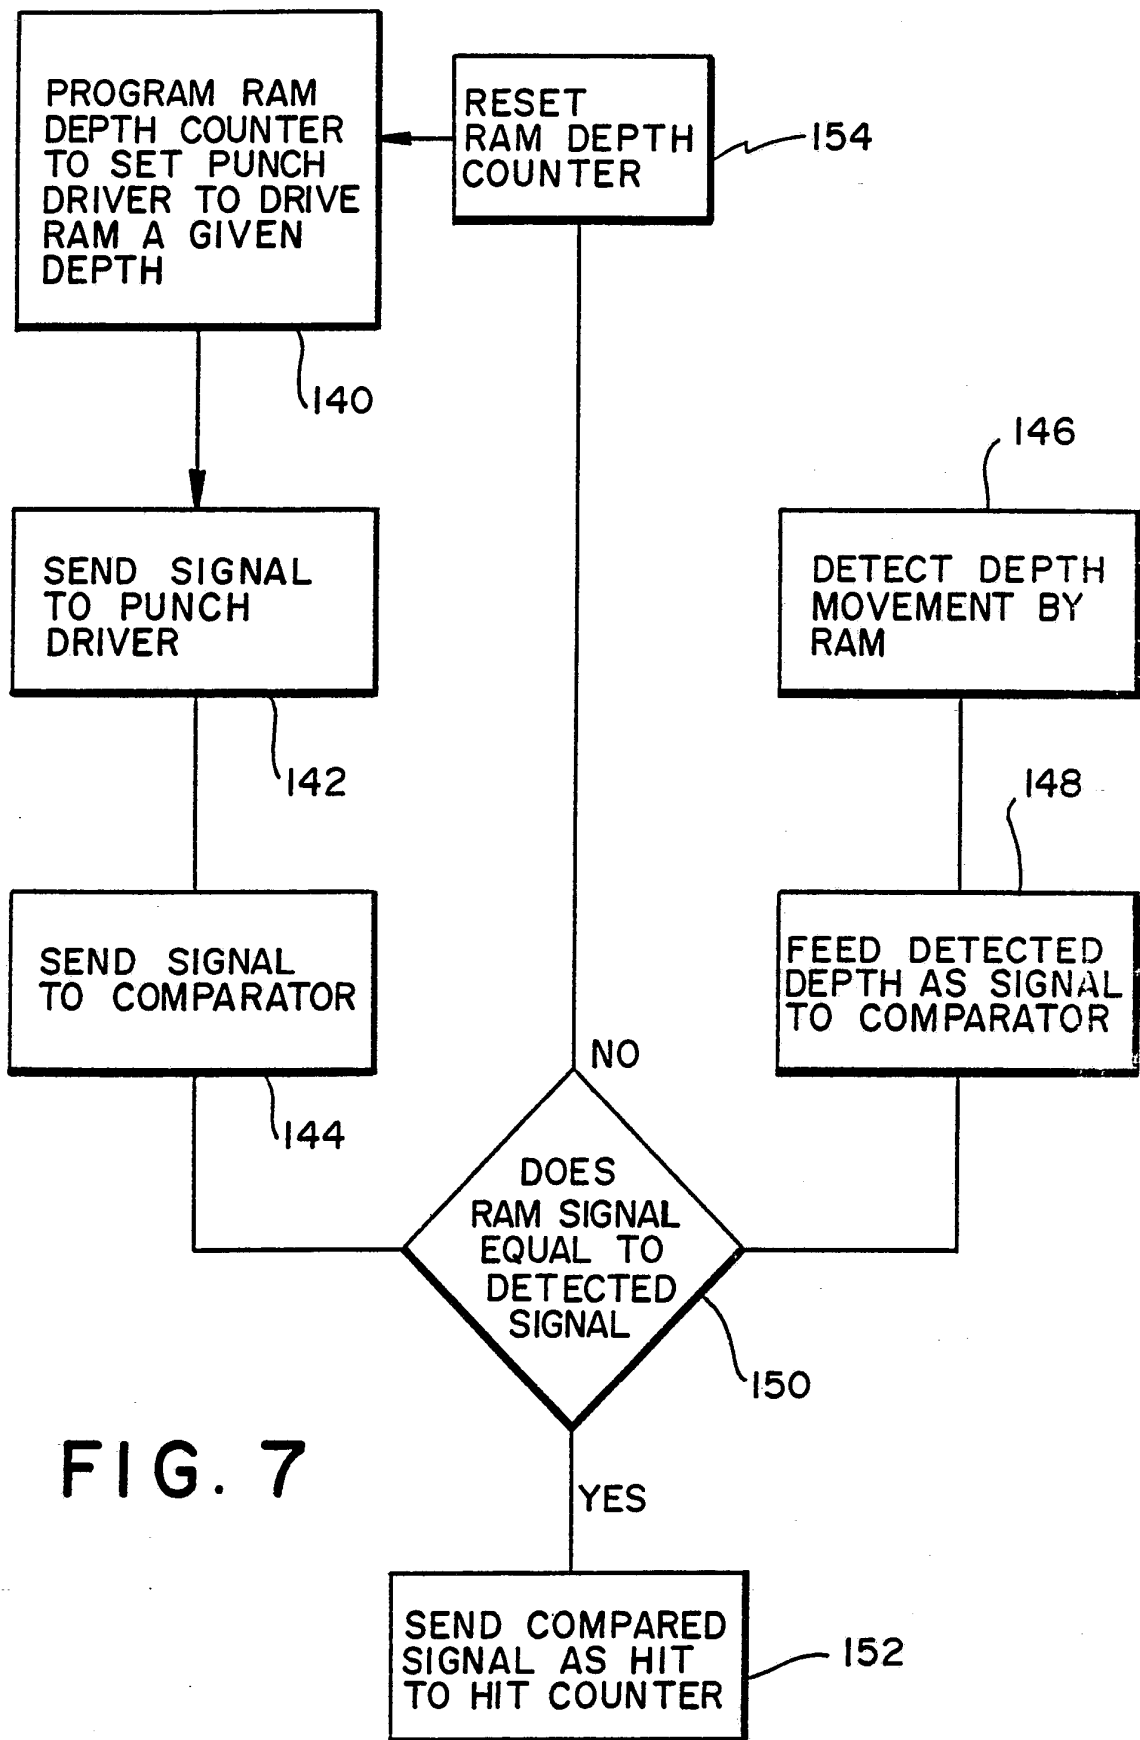 PROGRAM RAM
DEPTH COUNTER
TO SET PUNCH
DRIVER TO DRIVE
RAM A GIVEN
DEPTH
RESET
RAM DEPTH
COUNTER
154
140
146
SEND SIGNAL
TO PUNCH
DRIVER
DETECT DEPTH
MOVEMENT BY
RAM
142
148
SEND SIGNAL
TO COMPARATOR
FEED DETECTED
DEPTH AS SIGNAL
TO COMPARATOR
NO
144
DOES
RAM SIGNAL
EQUAL TO
DETECTED
SIGNAL
150
FIG. 7
YES
SEND COMPARED
SIGNAL AS HIT
TO HIT COUNTER
152